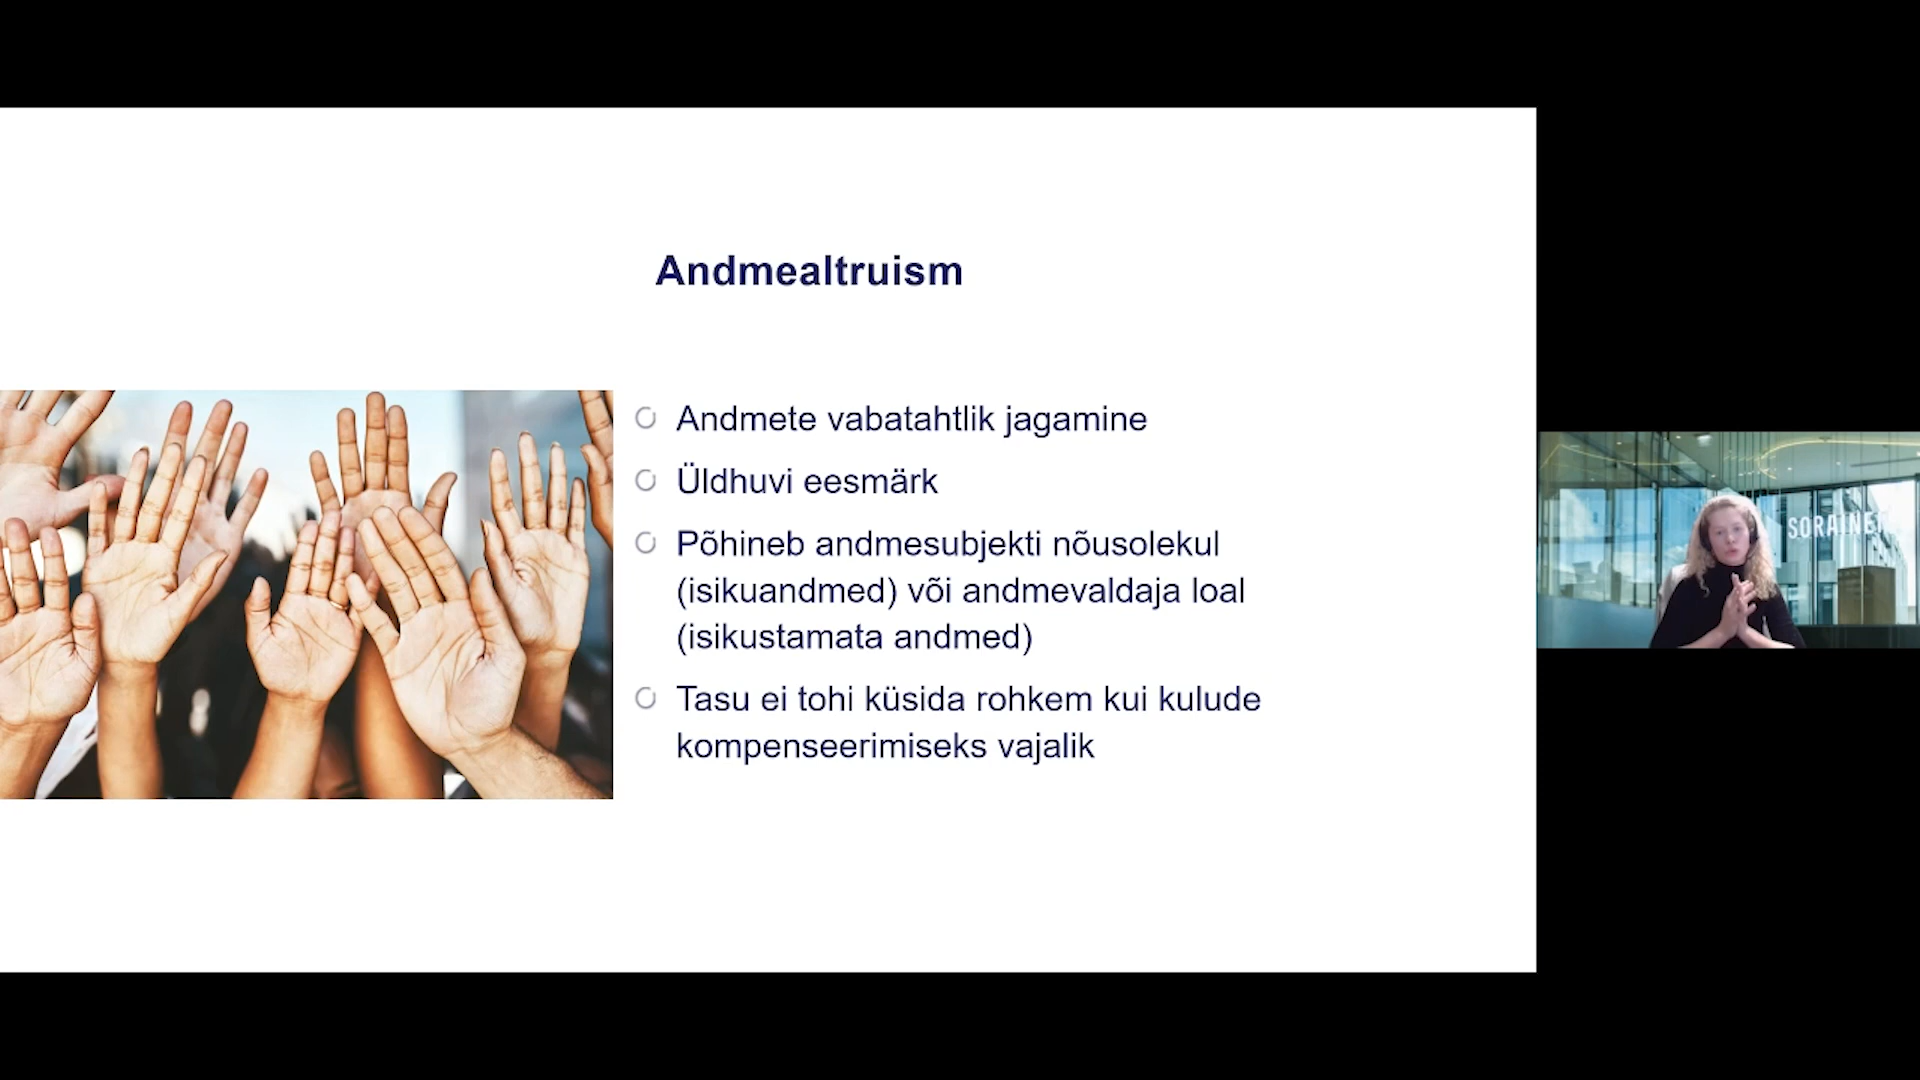 Andmealtruism
Andmete vabatahtlik jagamine
Üldhuvi eesmärk
Põhineb andmesubjekti nõusolekul
(isikuandmed) või andmevaldaja loal
(isikustamata andmed)
Tasu ei tohi küsida rohkem kui kulude
kompenseerimiseks vajalik
SORAINEN